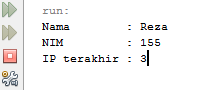 run:
Nama : Reza
NIM : 155
IP terakhir : 3